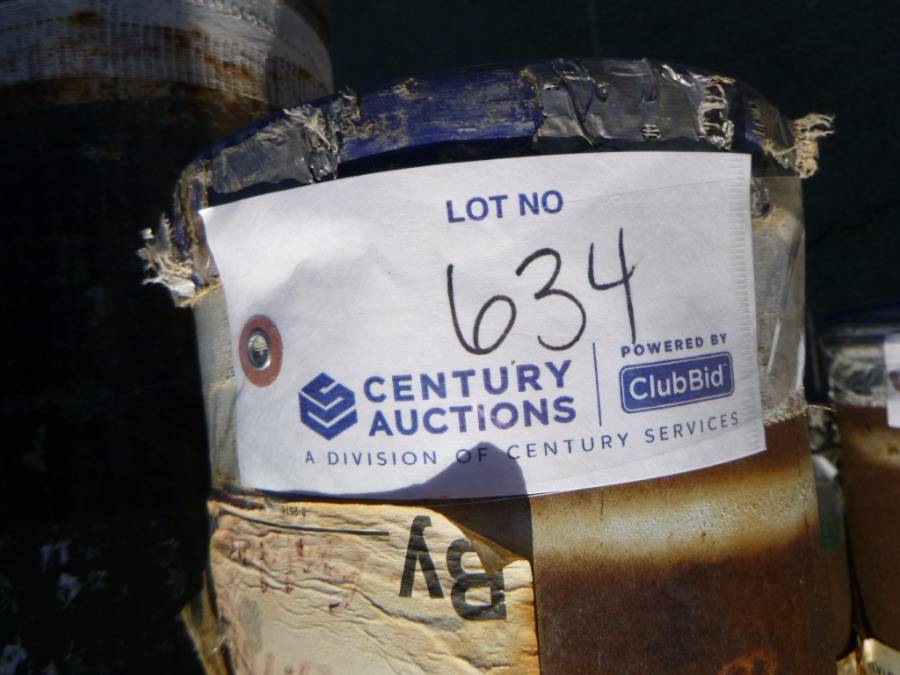 LOT NO
634
CENTURY
AUCTIONS
POWERED BY
ClubBid
A DIVISION OF CENTURY SERVICES
By